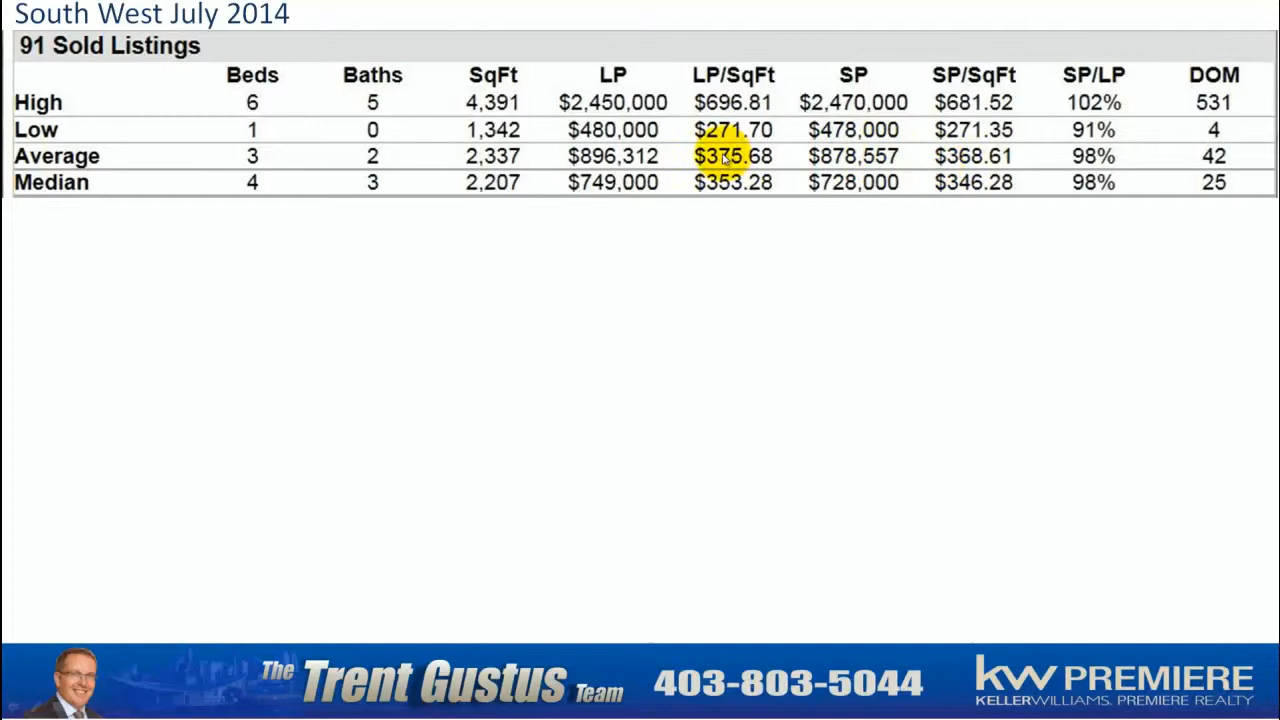 South West July 2014
91 Sold Listings
Beds Baths SqFt LP LP/SqFt SP SP/SqFt SP/LP DOM
High 6 5 4,391 $2,450,000 $696.81 $2,470,000 $681.52 102% 531
Low 1 0 1,342 $480,000 $271.70 $478,000 $271.35 91% 4
Average 3 2 2,337 $896,312 $375.68 $878,557 $368.61 98% 42
Median 4 3 2,207 $749,000 $353.28 $728,000 $346.28 98% 25
The Trent Gustus Team 403-803-5044 kw PREMIERE
KELLERWILLIAMS. PREMIERE REALTY